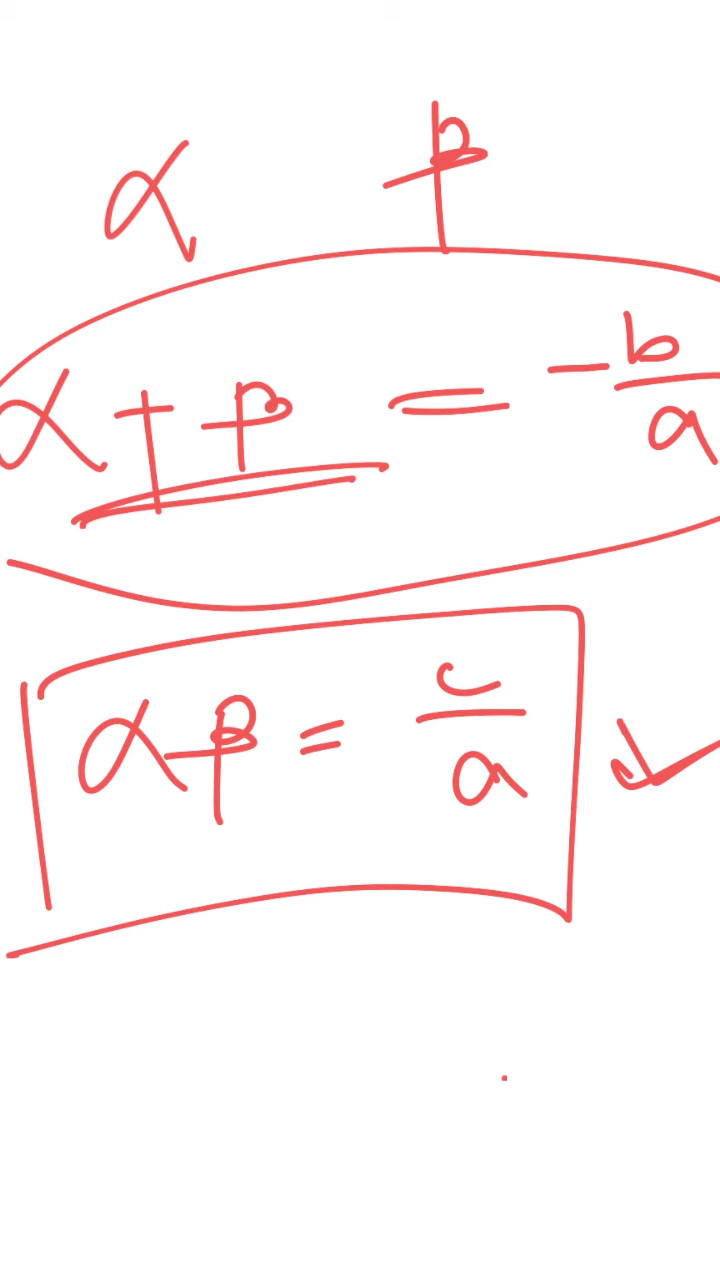 α β
α + β = -b/a
αβ = c/a